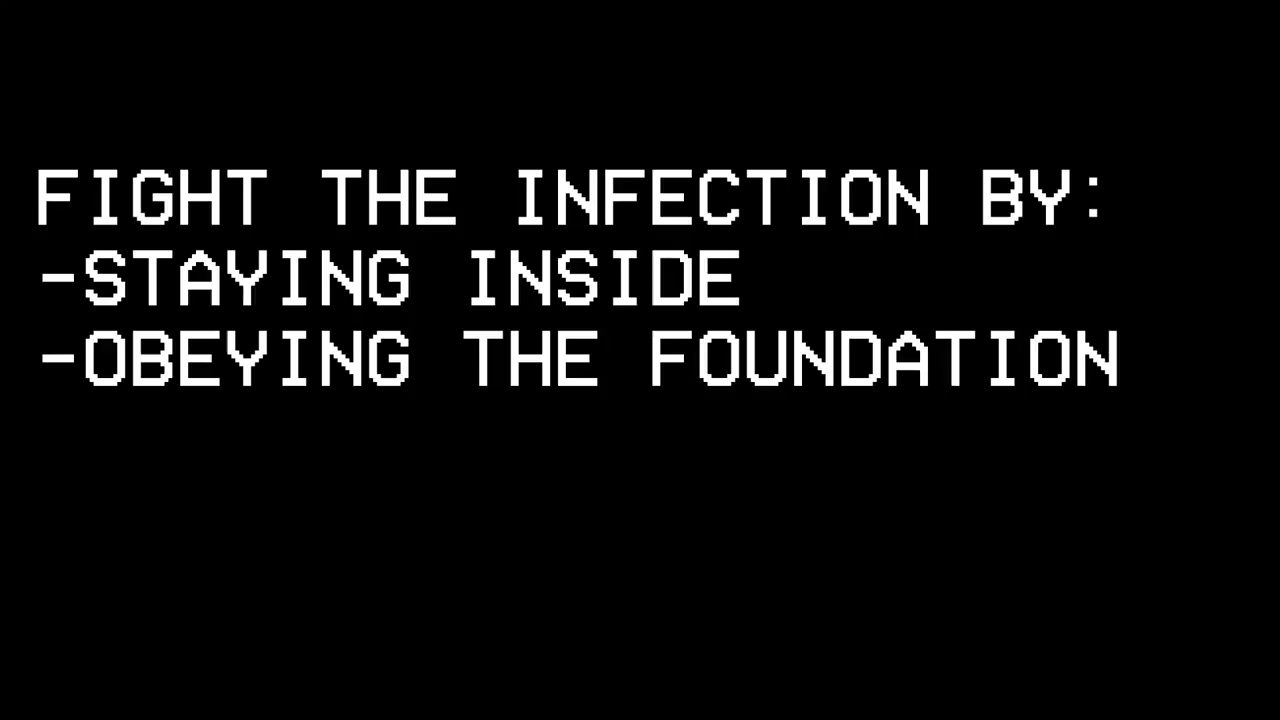 FIGHT THE INFECTION BY:
-STAYING INSIDE
-OBEYING THE FOUNDATION